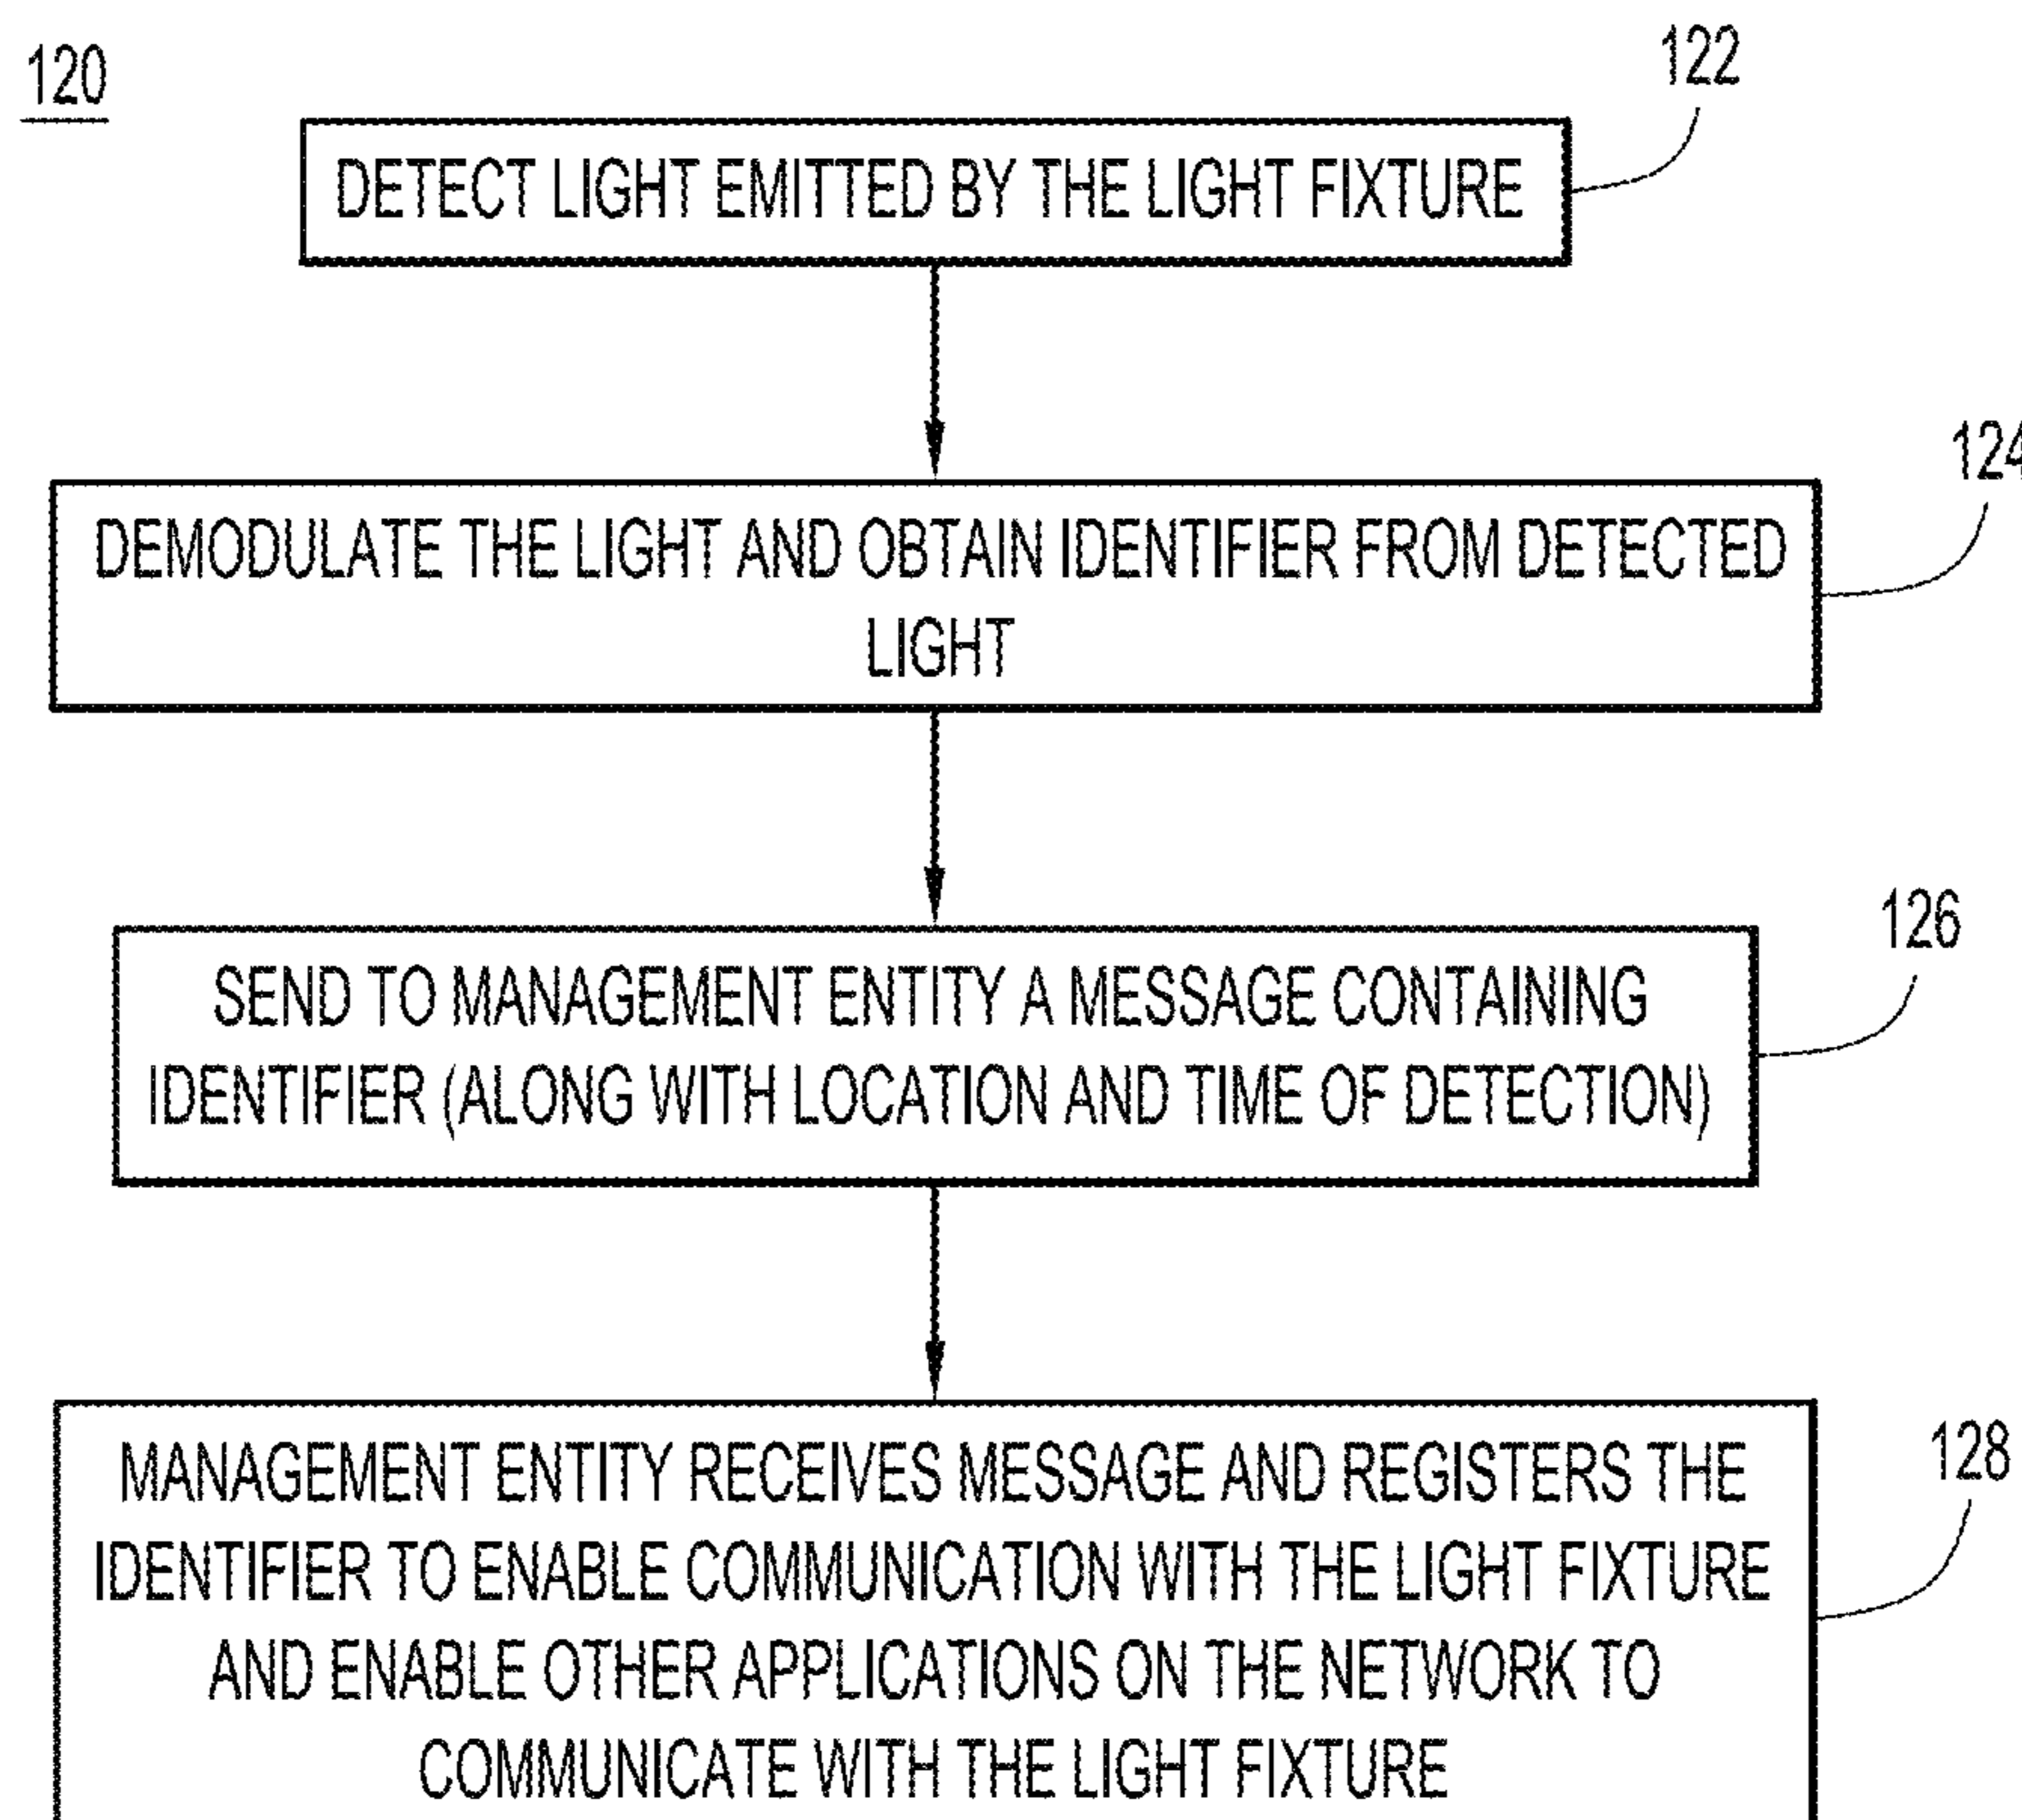 120
122
DETECT LIGHT EMITTED BY THE LIGHT FIXTURE
124
DEMODULATE THE LIGHT AND OBTAIN IDENTIFIER FROM DETECTED
LIGHT
126
SEND TO MANAGEMENT ENTITY A MESSAGE CONTAINING
IDENTIFIER (ALONG WITH LOCATION AND TIME OF DETECTION)
128
MANAGEMENT ENTITY RECEIVES MESSAGE AND REGISTERS THE
IDENTIFIER TO ENABLE COMMUNICATION WITH THE LIGHT FIXTURE
AND ENABLE OTHER APPLICATIONS ON THE NETWORK TO
COMMUNICATE WITH THE LIGHT FIXTURE